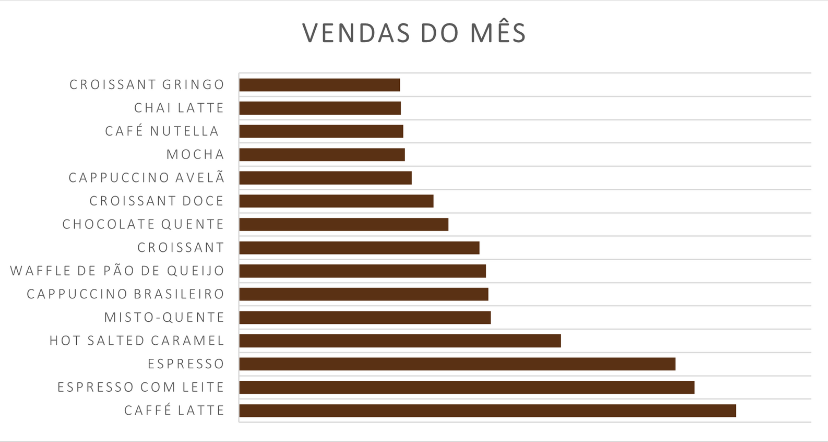 VENDAS DO MÊS
CROISSANT GRINGO
CHAI LATTE
CAFÉ NUTELLA
MOCHA
CAPPUCCINO AVELÃ
CROISSANT DOCE
CHOCOLATE QUENTE
CROISSANT
WAFFLE DE PÃO DE QUEIJO
CAPPUCCINO BRASILEIRO
MISTO-QUENTE
HOT SALTED CARAMEL
ESPRESSO
ESPRESSO COM LEITE
CAFFÉ LATTE